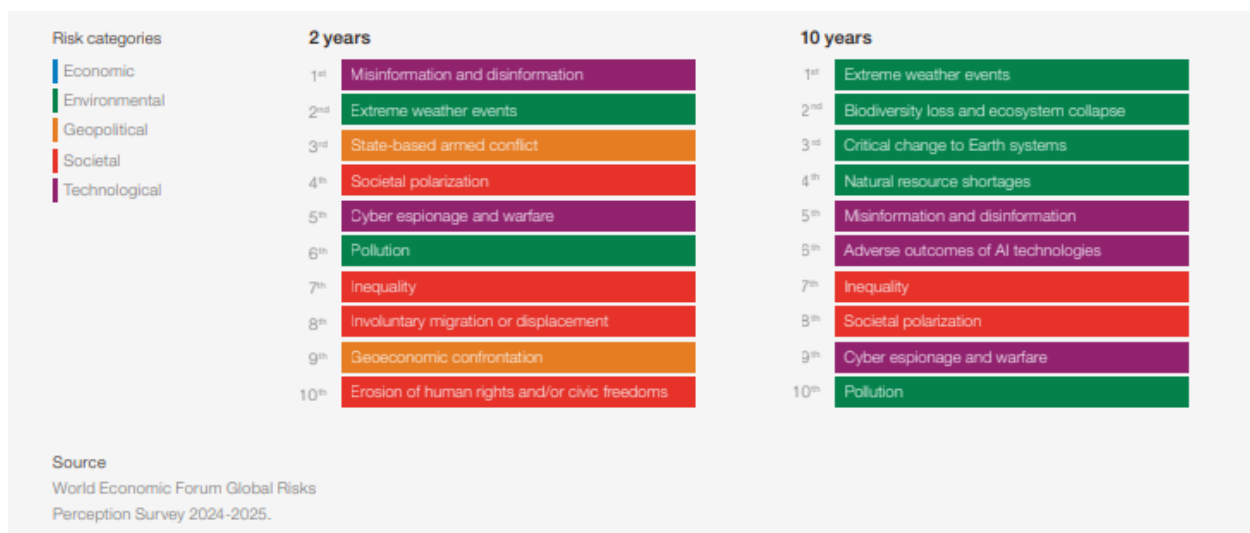 Risk categories
Economic
Environmental
Geopolitical
Societal
Technological
2 years
1st Misinformation and disinformation
2nd Extreme weather events
3rd State-based armed conflict
4th Societal polarization
5th Cyber espionage and warfare
6th Pollution
7th Inequality
8th Involuntary migration or displacement
9th Geoeconomic confrontation
10th Erosion of human rights and/or civic freedoms
10 years
1st Extreme weather events
2nd Biodiversity loss and ecosystem collapse
3rd Critical change to Earth systems
4th Natural resource shortages
5th Misinformation and disinformation
6th Adverse outcomes of AI technologies
7th Inequality
8th Societal polarization
9th Cyber espionage and warfare
10th Pollution
Source
World Economic Forum Global Risks
Perception Survey 2024-2025.